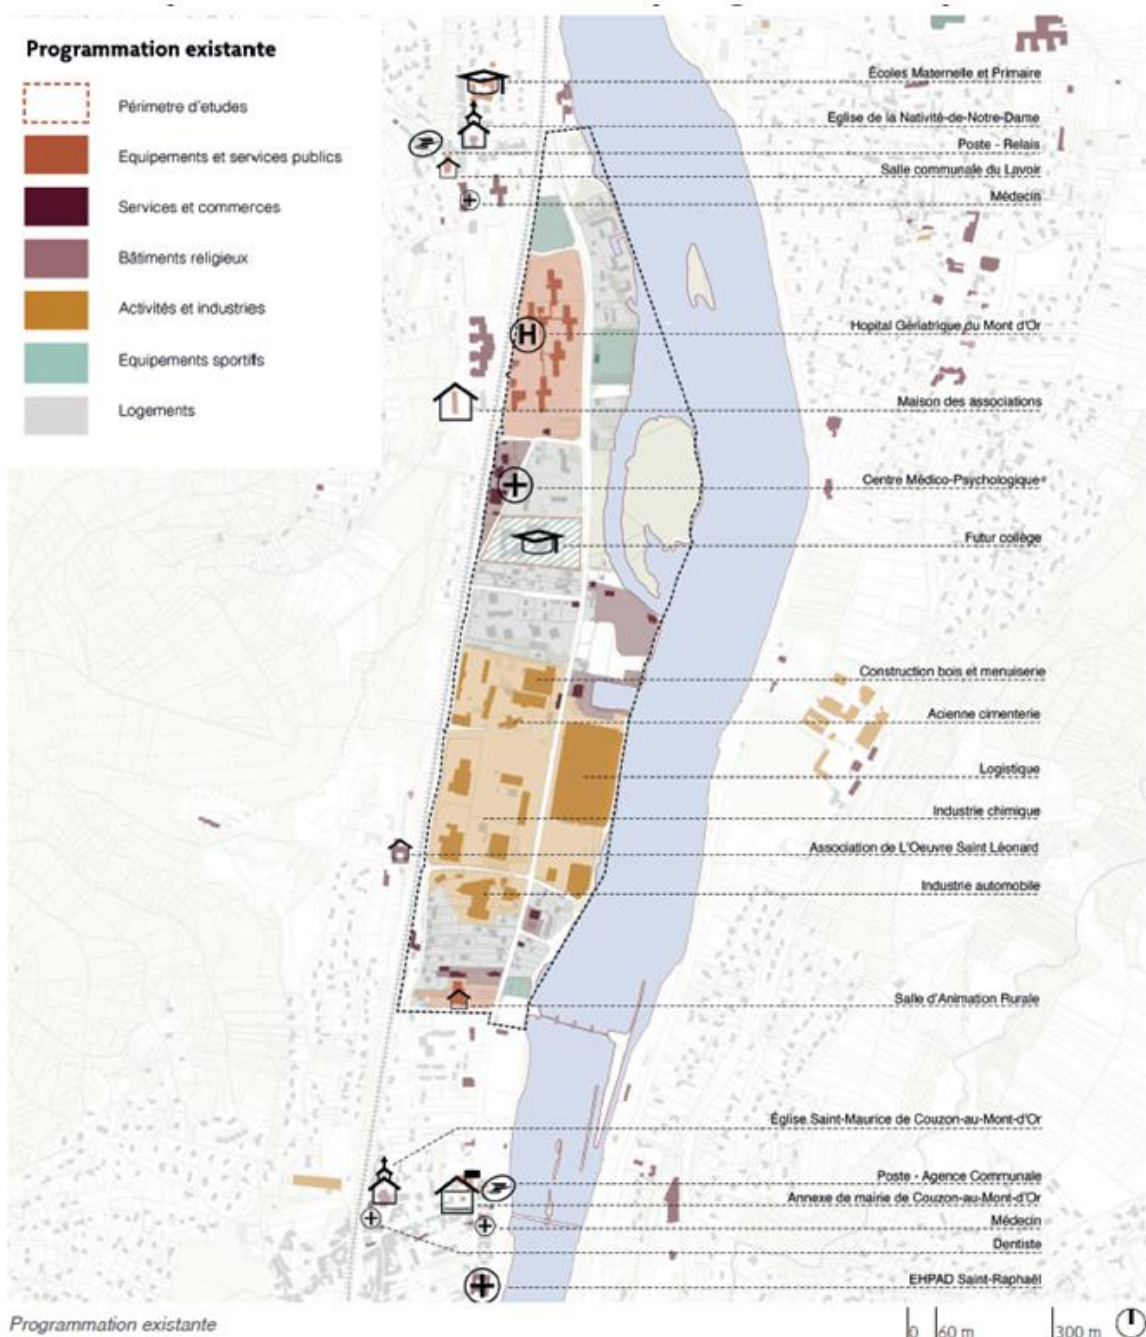 Programmation existante
Périmetre d'etudes
Equipements et services publics
Services et commerces
Bâtiments religieux
Activités et industries
Equipements sportifs
Logements
Écoles Maternelle et Primaire
Eglise de la Nativité-de-Notre-Dame
Poste - Relais
Salle communale du Lavoir
Médecin
Hopital Gériatrique du Mont d'Or
H
Maison des associations
Centre Médico-Psychologique
Futur collège
Construction bois et menuiserie
Acienne cimenterie
Logistique
Industrie chimique
Association de L'Oeuvre Saint Léonard
Industrie automobile
Salle d'Animation Rurale
Église Saint-Maurice de Couzon-au-Mont-d'Or
Poste - Agence Communale
Annexe de mairie de Couzon-au-Mont-d'Or
Médecin
Dentiste
EHPAD Saint-Raphaël
Programmation existante
0 60 m 300 m